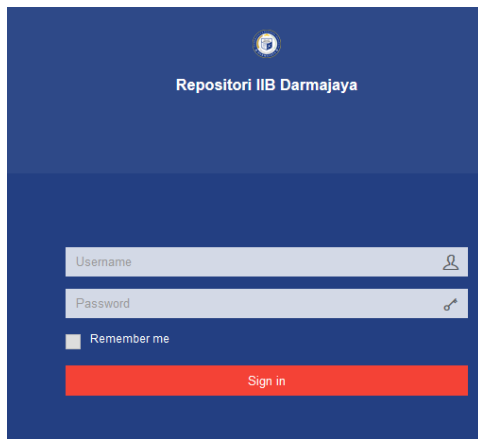 Repositori IIB Darmajaya
Username
Password
Remember me
Sign in